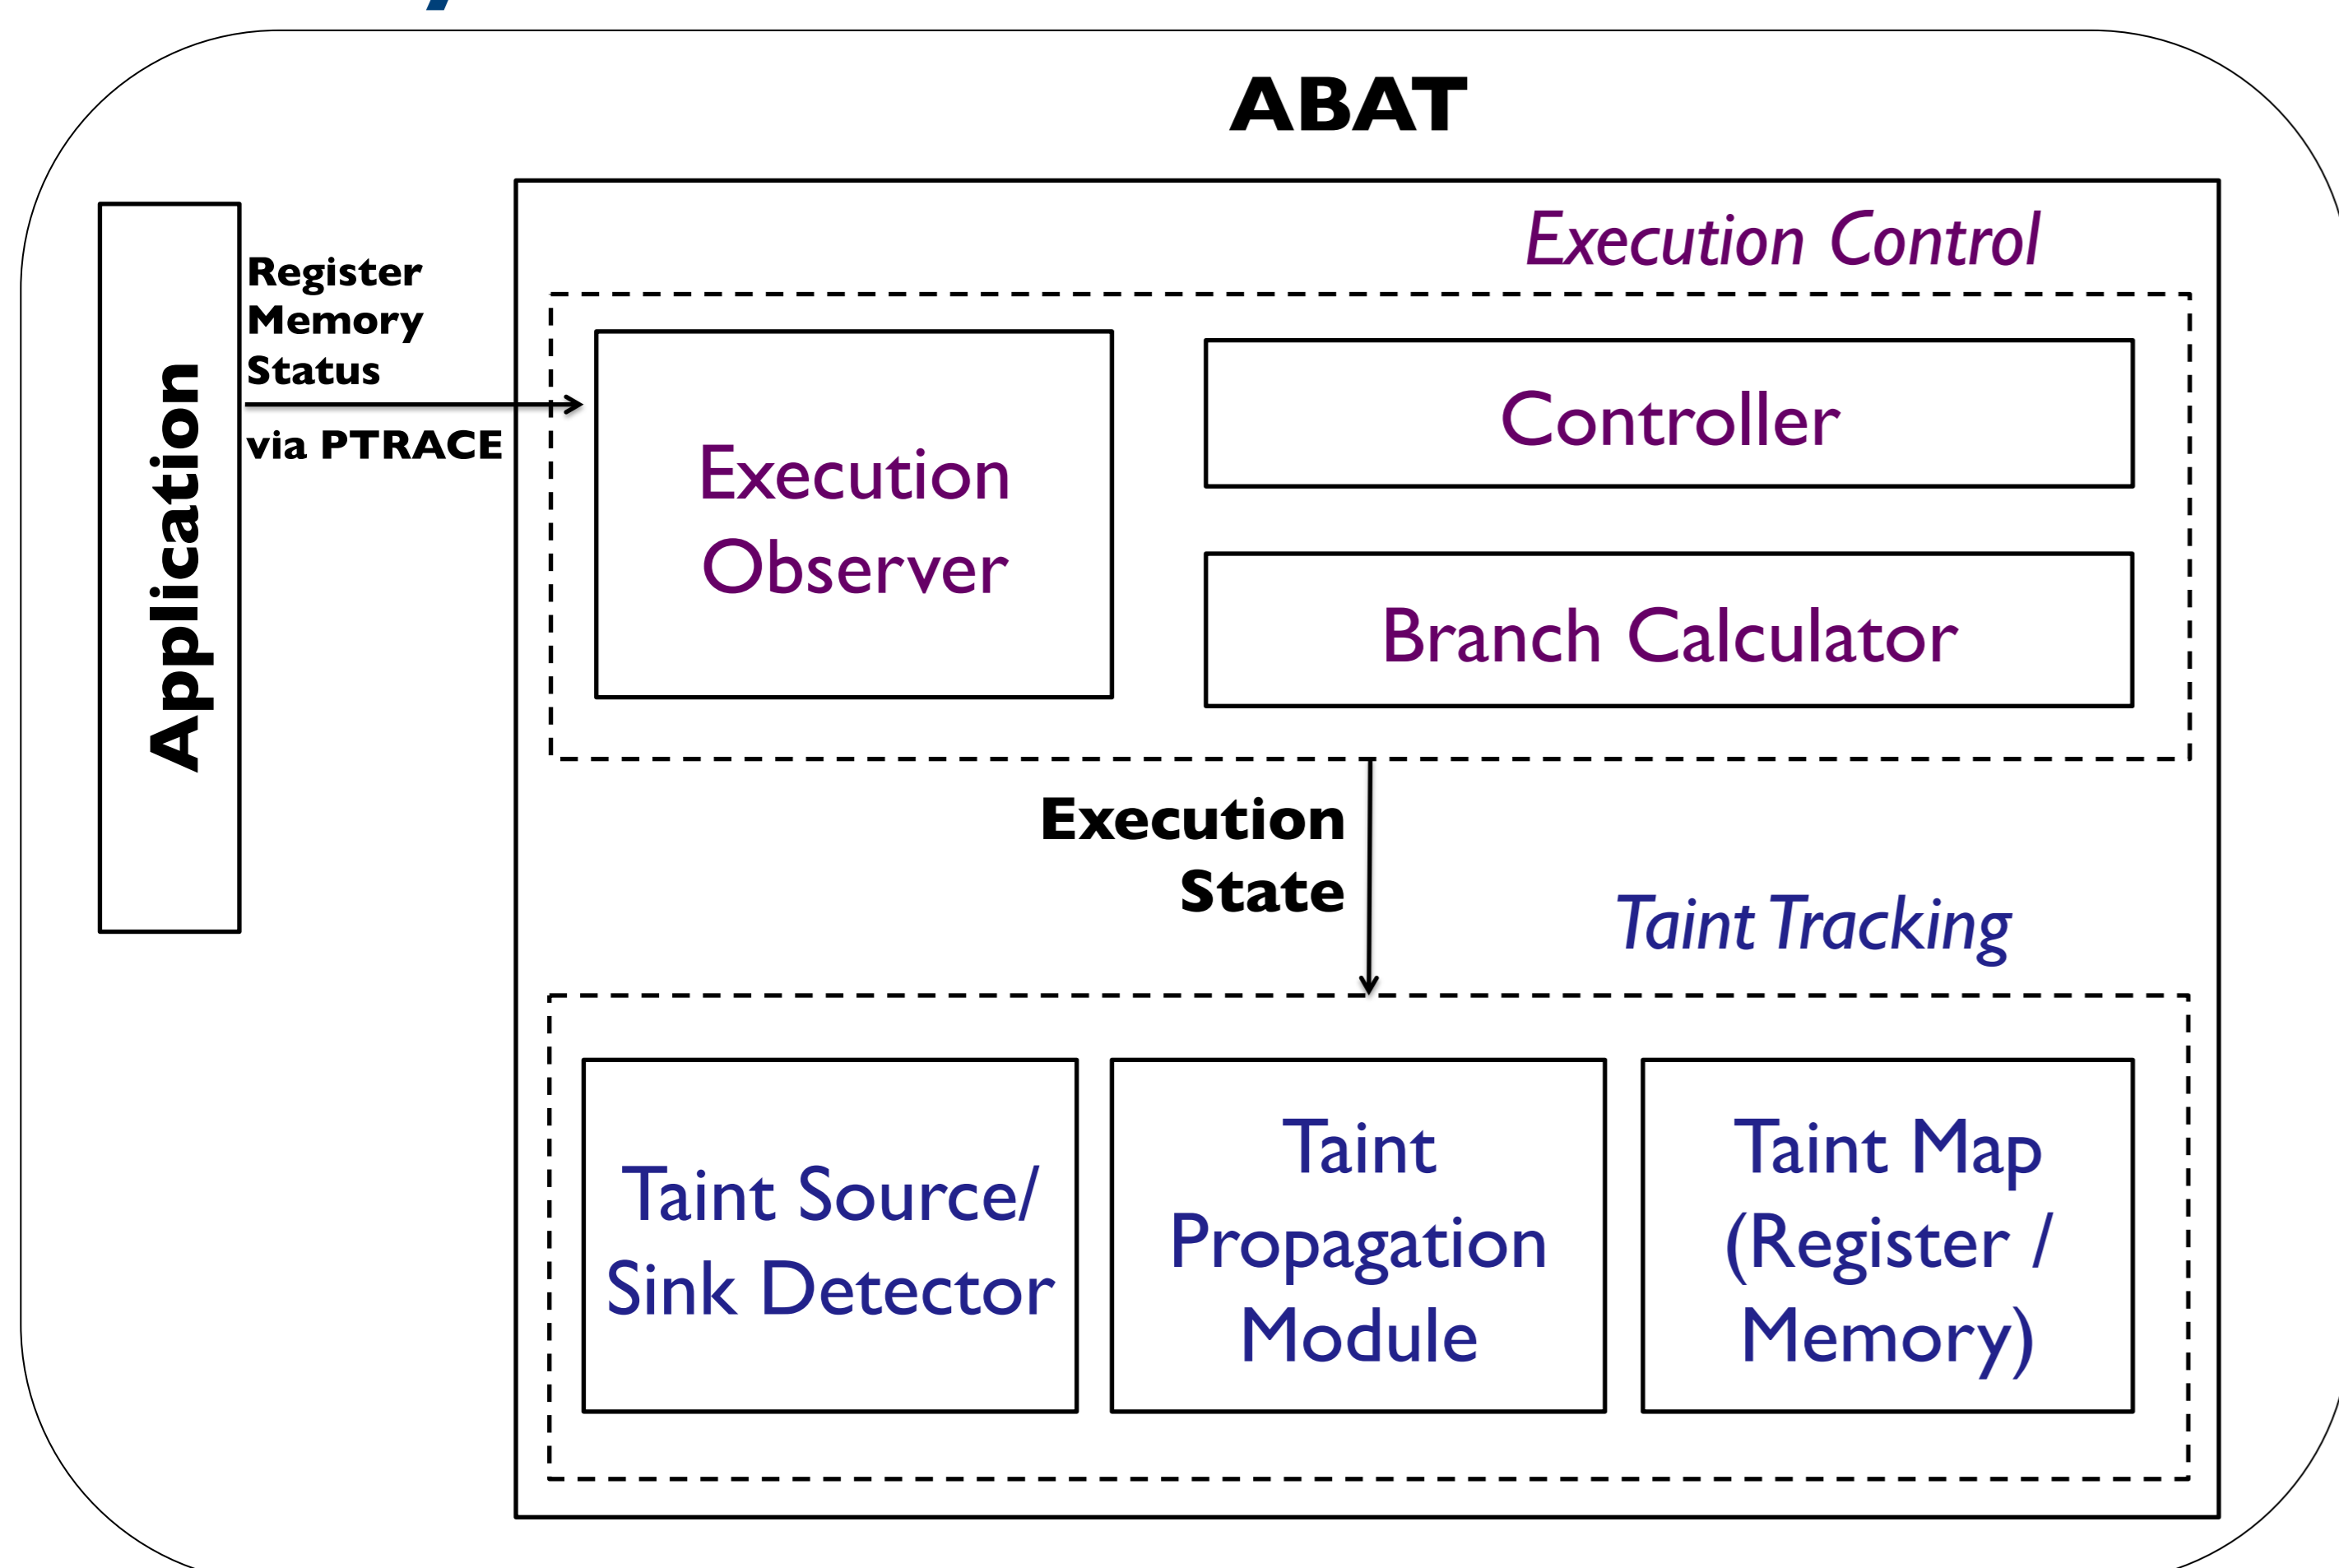 ABAT
Application
Register
Memory
Status
via PTRACE
Execution Control
Execution
Observer
Controller
Branch Calculator
Execution
State
Taint Tracking
Taint Source/
Sink Detector
Taint
Propagation
Module
Taint Map
(Register /
Memory)